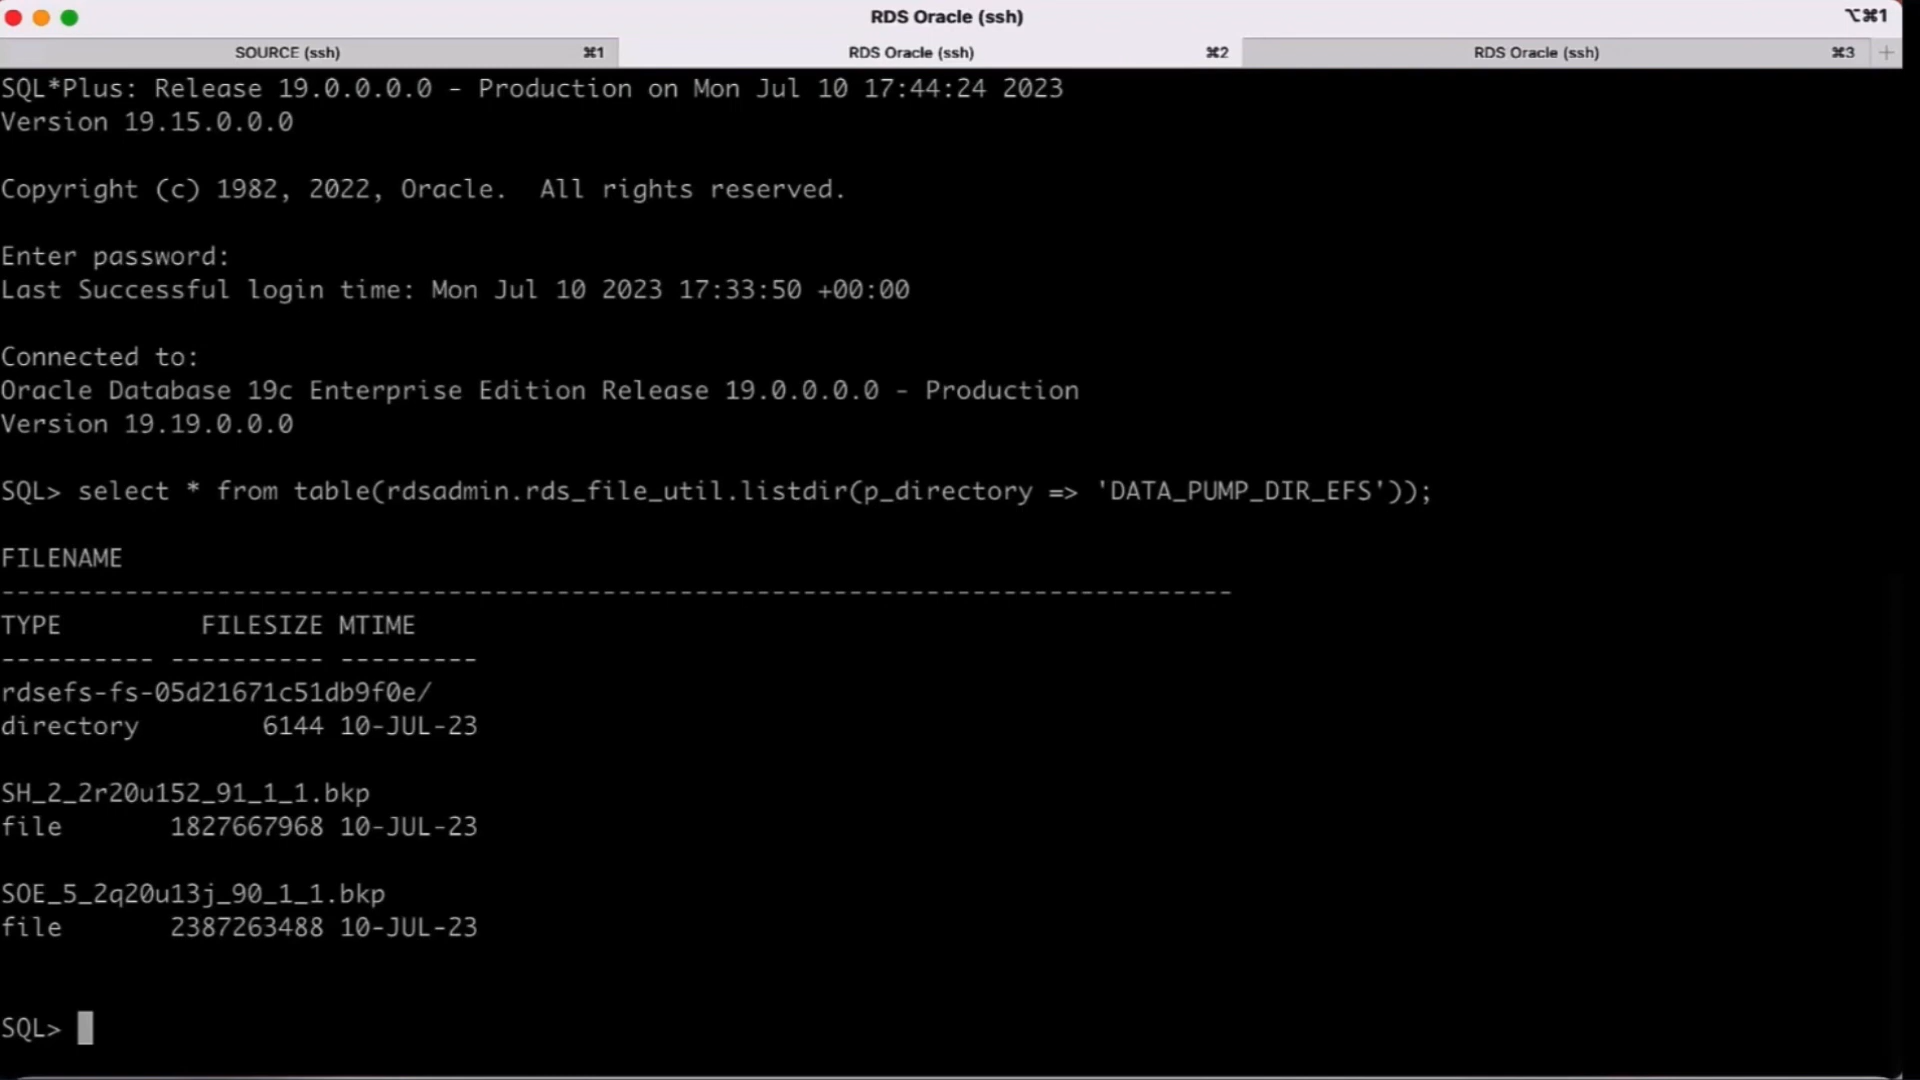 RDS Oracle (ssh)
⌥⌘1
SOURCE (ssh) ⌘1 RDS Oracle (ssh) ⌘2 RDS Oracle (ssh) ⌘3 +
SQL*Plus: Release 19.0.0.0.0 - Production on Mon Jul 10 17:44:24 2023
Version 19.15.0.0.0
Copyright (c) 1982, 2022, Oracle.  All rights reserved.
Enter password:
Last Successful login time: Mon Jul 10 2023 17:33:50 +00:00
Connected to:
Oracle Database 19c Enterprise Edition Release 19.0.0.0.0 - Production
Version 19.19.0.0.0
SQL> select * from table(rdsadmin.rds_file_util.listdir(p_directory => 'DATA_PUMP_DIR_EFS'));
FILENAME
--------------------------------------------------------------------------------
TYPE         FILESIZE MTIME
---------- ---------- ---------
rdsefs-fs-05d21671c51db9f0e/
directory        6144 10-JUL-23
SH_2_2r20u152_91_1_1.bkp
file       1827667968 10-JUL-23
SOE_5_2q20u13j_90_1_1.bkp
file       2387263488 10-JUL-23
SQL>